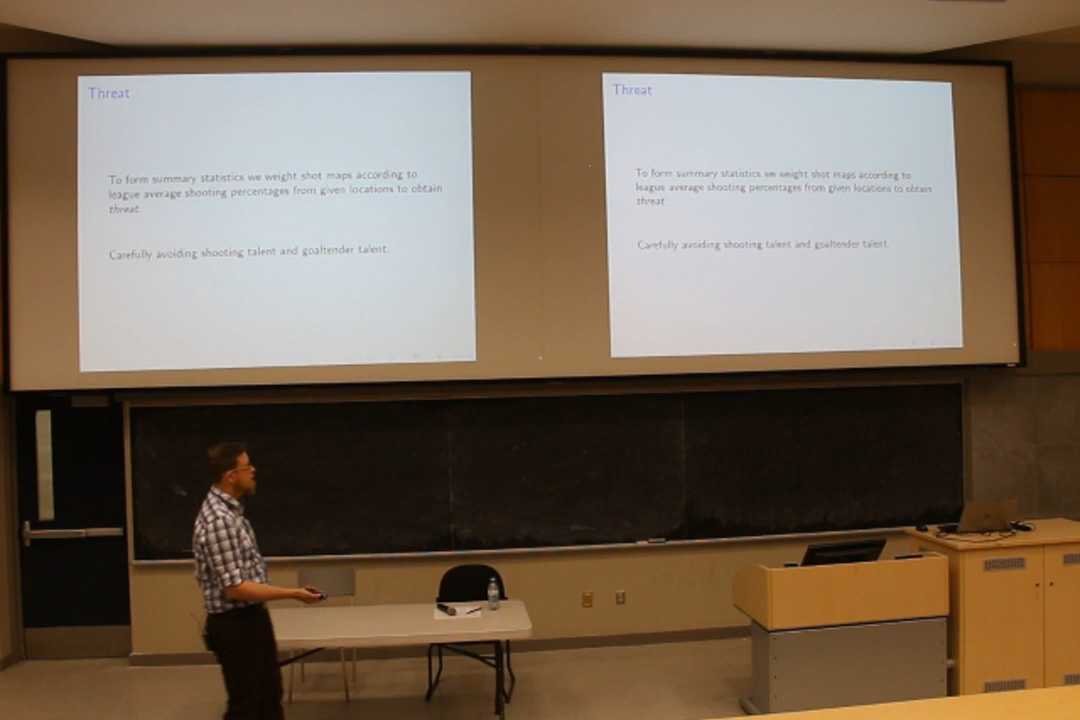 Threat
To form summary statistics we weight shot maps according to
league average shooting percentages from given locations to obtain
threat.
Carefully avoiding shooting talent and goaltender talent.
Threat
To form summary statistics we weight shot maps according to
league average shooting percentages from given locations to obtain
threat.
Carefully avoiding shooting talent and goaltender talent.